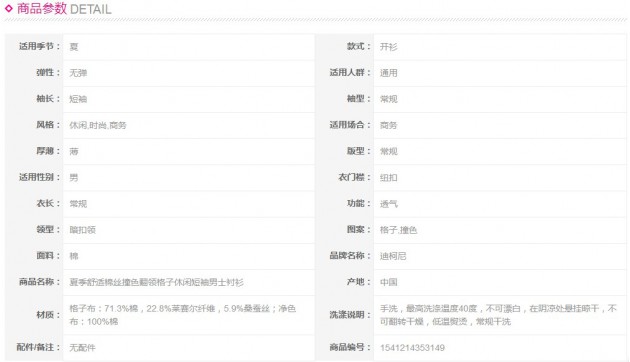 商品参数 DETAIL
适用季节： 夏 款式： 开衫
弹性： 无弹 适用人群： 通用
袖长： 短袖 袖型： 常规
风格： 休闲,时尚,商务 适用场合： 商务
厚薄： 薄 版型： 常规
适用性别： 男 衣门襟： 纽扣
衣长： 常规 功能： 透气
领型： 暗扣领 图案： 格子,撞色
面料： 棉 品牌名称： 迪柯尼
商品名称： 夏季舒适棉丝撞色翻领格子休闲短袖男士衬衫 产地： 中国
材质： 格子布：71.3%棉，22.8%莱赛尔纤维，5.9%桑蚕丝；净色
布：100%棉
洗涤说明： 手洗，最高洗涤温度40度，不可漂白，在阴凉处悬挂晾干，不
可翻转干燥，低温熨烫，常规干洗
配件/备注： 无配件 商品编号： 1541214353149